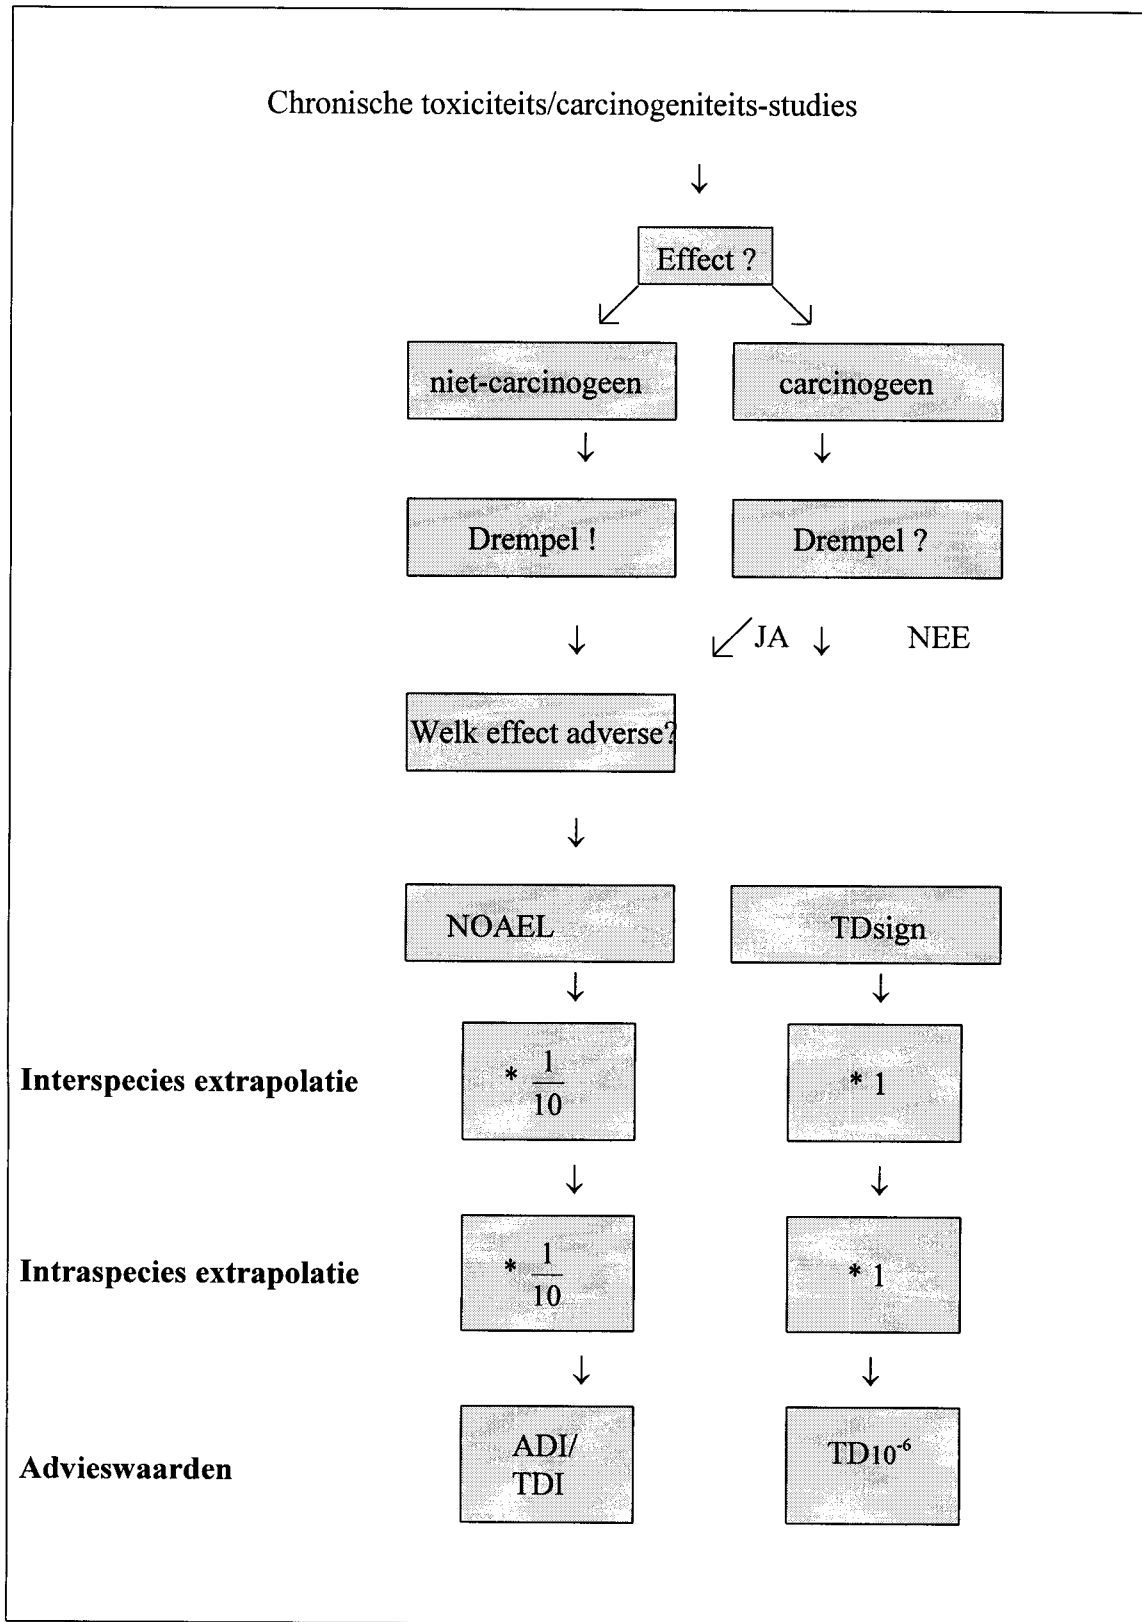 Chronische toxiciteits/carcinogeniteits-studies
↓
Effect ?
niet-carcinogeen carcinogeen
↓ ↓
Drempel ! Drempel ?
↓ JA ↓ NEE
Welk effect adverse?
↓
NOAEL TDsign
↓ ↓
Interspecies extrapolatie * 1/10 * 1
↓ ↓
Intraspecies extrapolatie * 1/10 * 1
↓ ↓
ADI/
Advieswaarden TD10⁻⁶
TDI